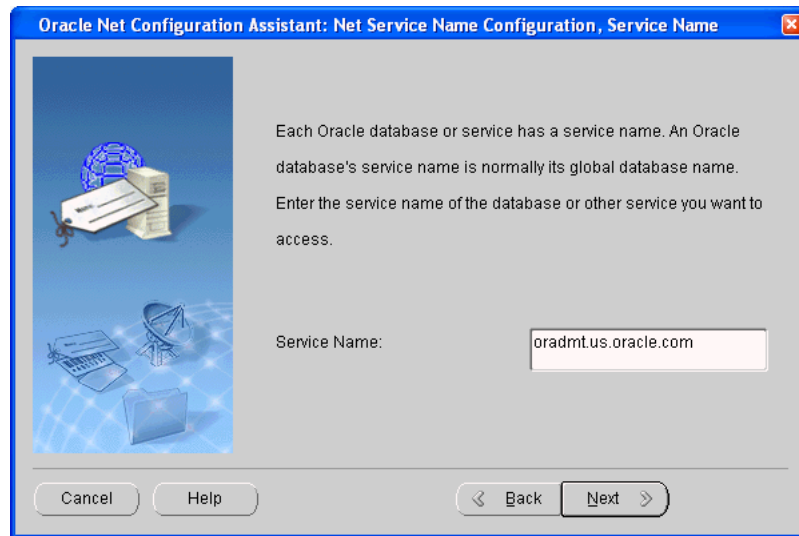 Oracle Net Configuration Assistant: Net Service Name Configuration, Service Name
Each Oracle database or service has a service name. An Oracle
database's service name is normally its global database name.
Enter the service name of the database or other service you want to
access.
Service Name:
oradmt.us.oracle.com
Cancel
Help
Back
Next